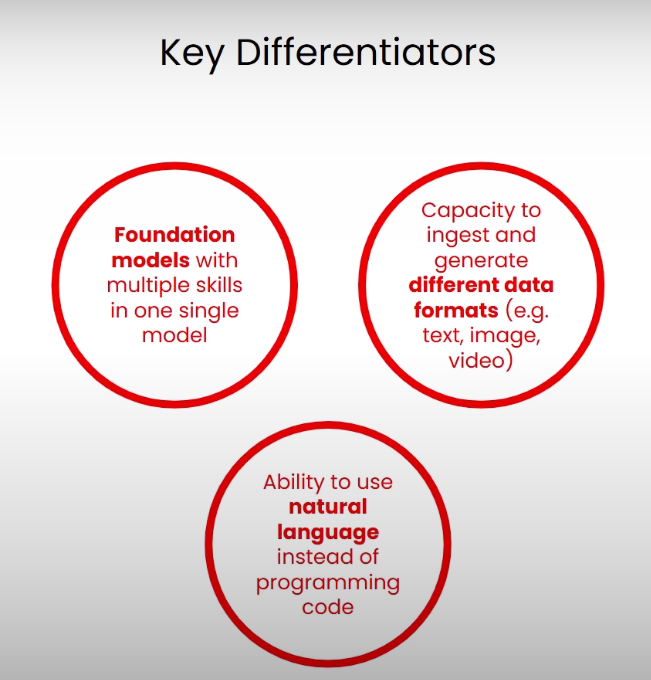 Key Differentiators
Foundation
models with
multiple skills
in one single
model
Capacity to
ingest and
generate
different data
formats (e.g.
text, image,
video)
Ability to use
natural
language
instead of
programming
code